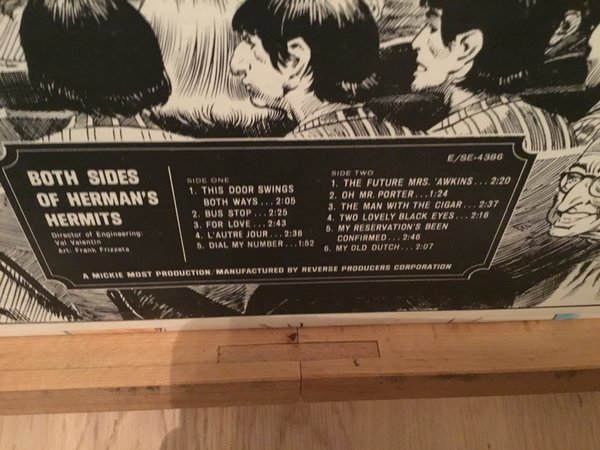 E/SE-4386
BOTH SIDES
OF HERMAN'S
HERMITS
Director of Engineering:
Val Valentin
Art: Frank Frizzeta
SIDE ONE
1. THIS DOOR SWINGS
BOTH WAYS...2:05
2. BUS STOP...2:25
3. FOR LOVE...2:43
4. L'AUTRE JOUR...2:36
5. DIAL MY NUMBER...1:52
SIDE TWO
1. THE FUTURE MRS. 'AWKINS...2:20
2. OH MR. PORTER...1:24
3. THE MAN WITH THE CIGAR...2:37
4. TWO LOVELY BLACK EYES...2:16
5. MY RESERVATION'S BEEN
CONFIRMED...2:46
6. MY OLD DUTCH...2:07
A MICKIE MOST PRODUCTION/MANUFACTURED BY REVERSE PRODUCERS CORPORATION